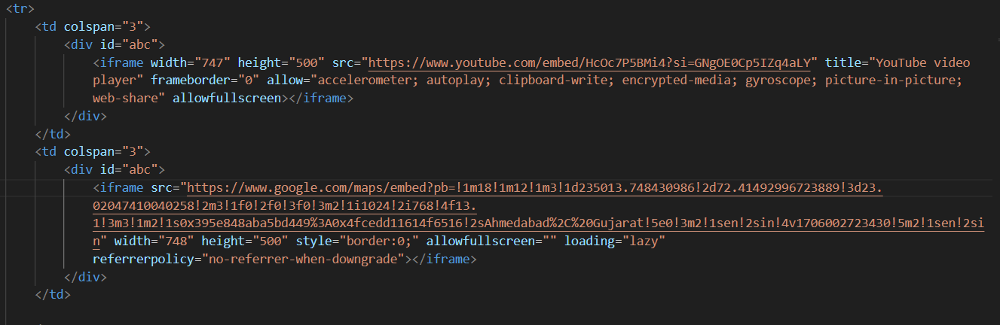 <tr>
<td colspan="3">
<div id="abc">
<iframe width="747" height="500" src="https://www.youtube.com/embed/HcOc7P5BMi4?si=GNgOE0Cp5IZq4aLY" title="YouTube video
player" frameborder="0" allow="accelerometer; autoplay; clipboard-write; encrypted-media; gyroscope; picture-in-picture;
web-share" allowfullscreen></iframe>
</div>
</td>
<td colspan="3">
<div id="abc">
<iframe src="https://www.google.com/maps/embed?pb=!1m18!1m12!1m3!1d235013.748430986!2d72.41492996723889!3d23.
02047410040258!2m3!1f0!2f0!3f0!3m2!1i1024!2i768!4f13.
1!3m3!1m2!1s0x395e848aba5bd449%3A0x4fcedd11614f6516!2sAhmedabad%2C%20Gujarat!5e0!3m2!1sen!2sin!4v1706002723430!5m2!1sen!2si
n" width="748" height="500" style="border:0;" allowfullscreen="" loading="lazy"
referrerpolicy="no-referrer-when-downgrade"></iframe>
</div>
</td>